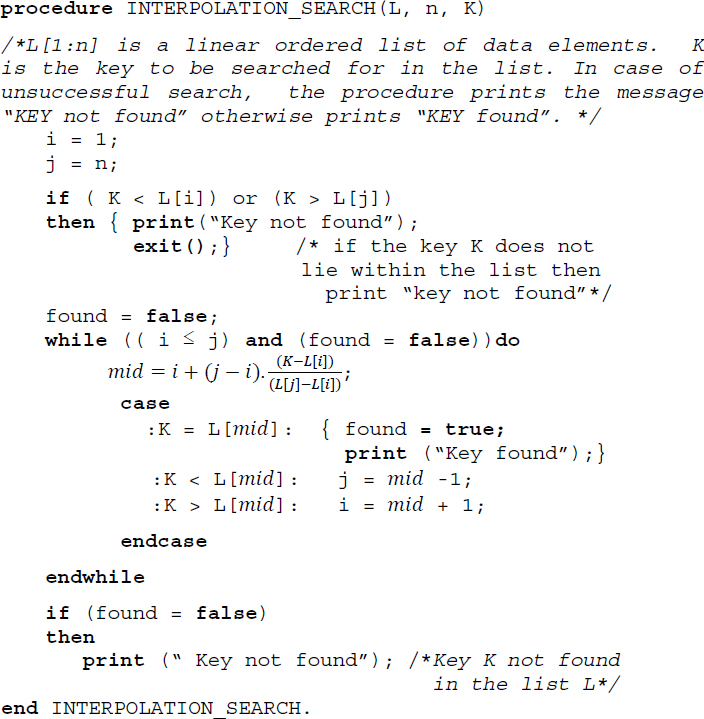 procedure INTERPOLATION_SEARCH(L, n, K)
/*L[1:n] is a linear ordered list of data elements. K
is the key to be searched for in the list. In case of
unsuccessful search, the procedure prints the message
“KEY not found” otherwise prints “KEY found”. */
i = 1;
j = n;
if ( K < L[i]) or (K > L[j])
then { print(“Key not found”);
exit();} /* if the key K does not
lie within the list then
print “key not found”*/
found = false;
while (( i ≤ j) and (found = false))do
mid = i + (j − i).(K−L[i])/(L[j]−L[i]);
case
:K = L[mid]: { found = true;
print (“Key found”);}
:K < L[mid]: j = mid -1;
:K > L[mid]: i = mid + 1;
endcase
endwhile
if (found = false)
then
print (“ Key not found”); /*Key K not found
in the list L*/
end INTERPOLATION_SEARCH.